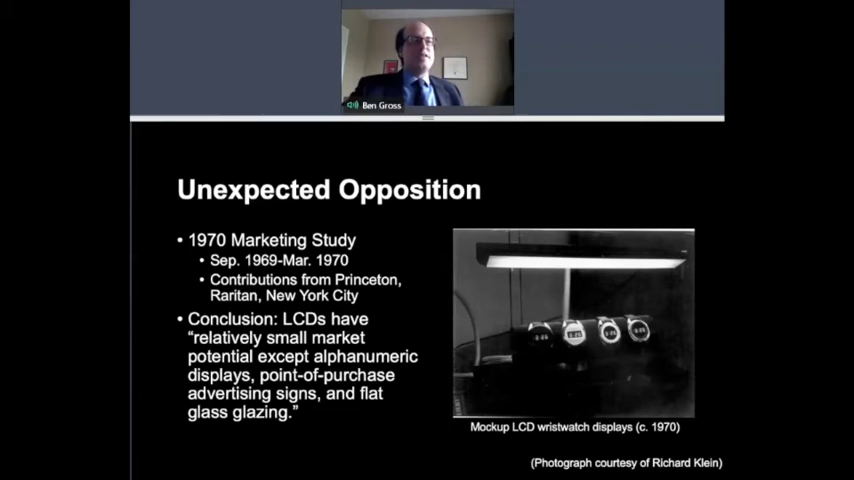 Ben Gross
Unexpected Opposition
• 1970 Marketing Study
• Sep. 1969-Mar. 1970
• Contributions from Princeton,
Raritan, New York City
• Conclusion: LCDs have
“relatively small market
potential except alphanumeric
displays, point-of-purchase
advertising signs, and flat
glass glazing.”
Mockup LCD wristwatch displays (c. 1970)
(Photograph courtesy of Richard Klein)